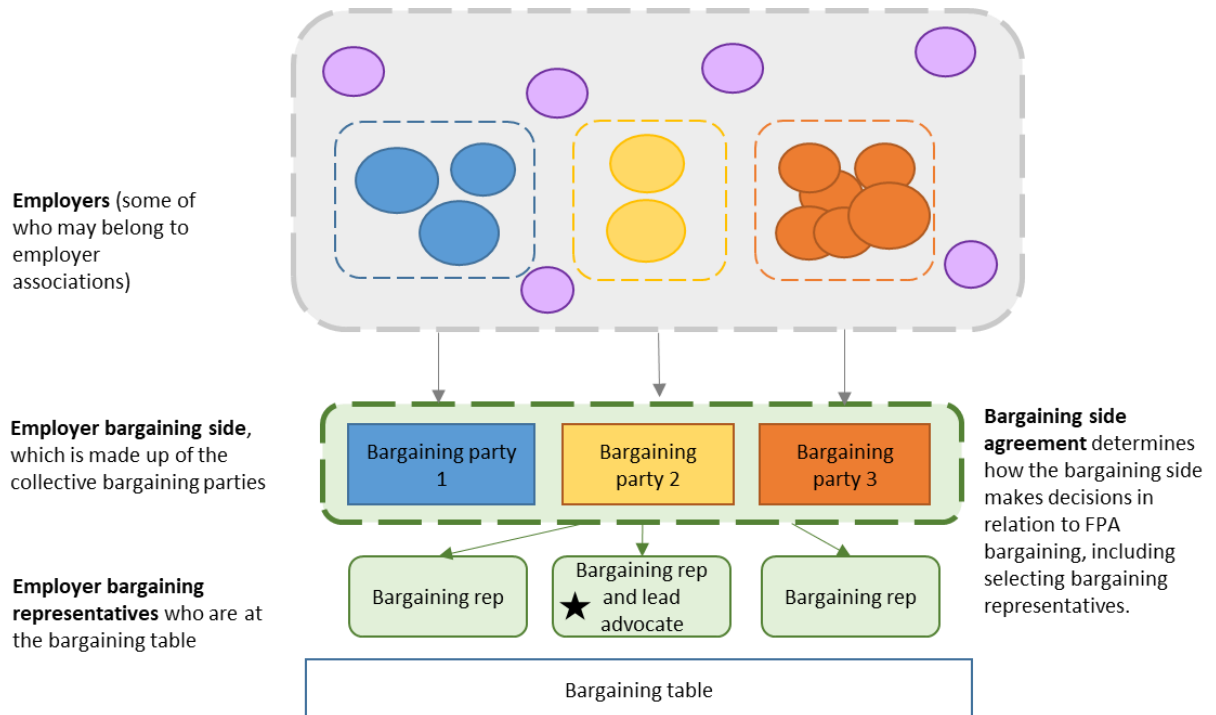 Employers (some of
who may belong to
employer
associations)
Employer bargaining side,
which is made up of the
collective bargaining parties
Bargaining party
1
Bargaining
party 2
Bargaining
party 3
Bargaining side
agreement determines
how the bargaining side
makes decisions in
relation to FPA
bargaining, including
selecting bargaining
representatives.
Employer bargaining
representatives who are at
the bargaining table
Bargaining rep
Bargaining rep
and lead
advocate
Bargaining rep
Bargaining table